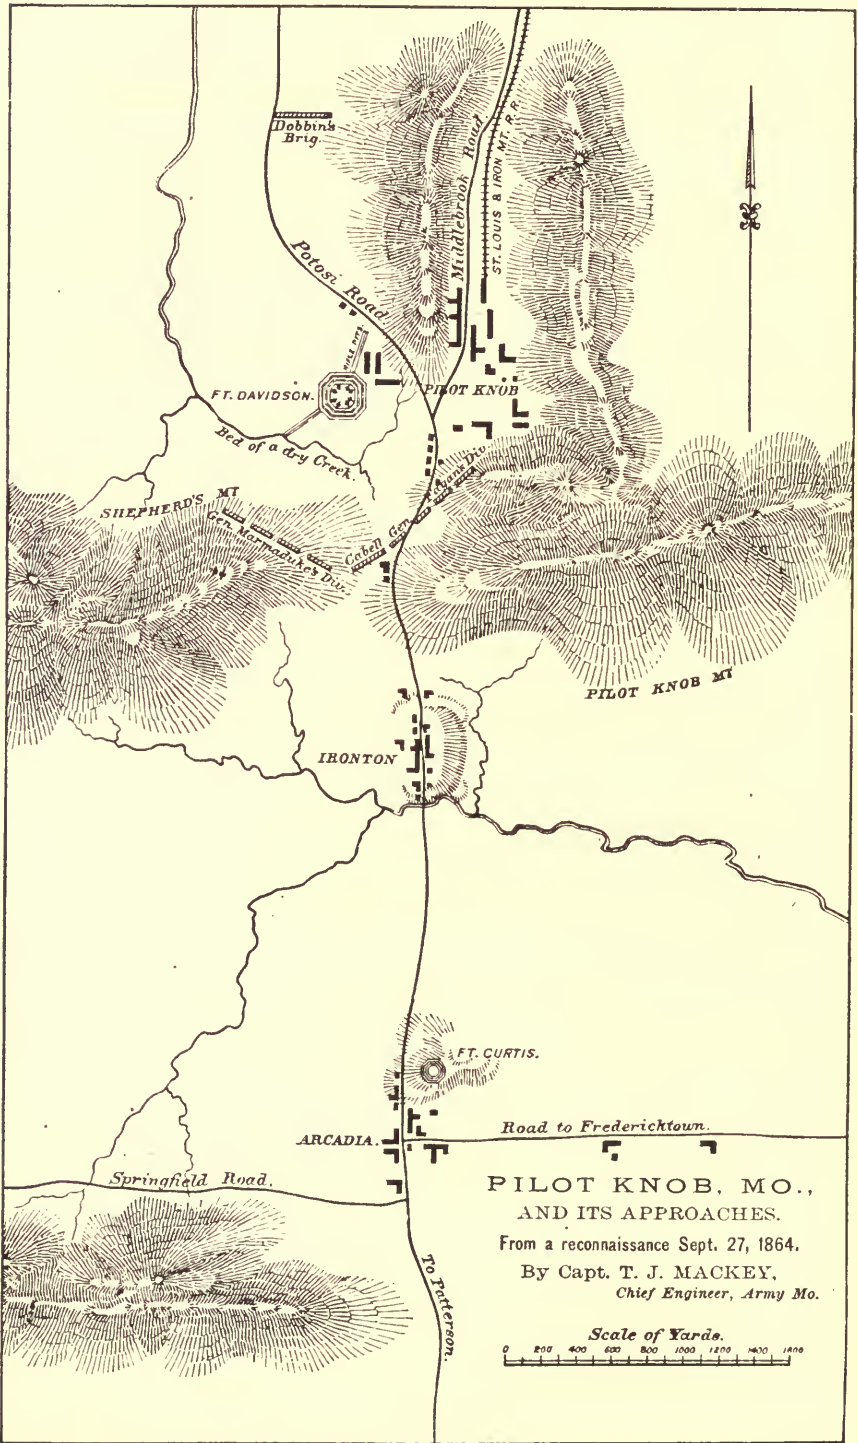 Dobbin's
Brig.
Middlebrook Road
ST. LOUIS & IRON MT. R.R.
Potosi Road
RIFLE PITS.
FT. DAVIDSON.
PILOT KNOB
Bed of a dry Creek.
SHEPHERD'S MT
Gen. Marmaduke's Div.
Cabell Gen.
Div.
PILOT KNOB MT
IRONTON
FT. CURTIS.
ARCADIA.
Road to Fredericktown.
Springfield Road.
To Patterson.
PILOT KNOB, MO.,
AND ITS APPROACHES.
From a reconnaissance Sept. 27, 1864.
By Capt. T. J. MACKEY,
Chief Engineer, Army Mo.
Scale of Yards.
0 200 400 600 800 1000 1200 1400 1600